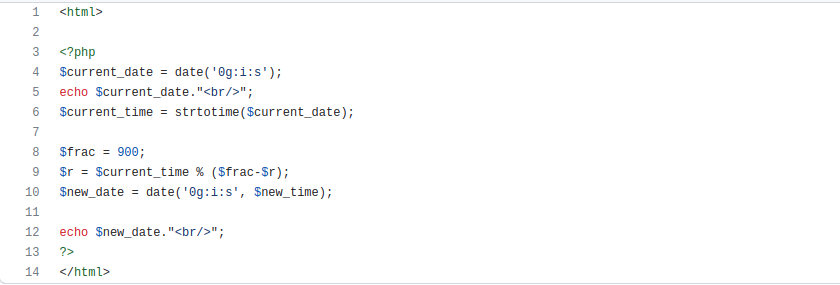 1 <html>
2
3 <?php
4 $current_date = date('0g:i:s');
5 echo $current_date."<br/>";
6 $current_time = strtotime($current_date);
7
8 $frac = 900;
9 $r = $current_time % ($frac-$r);
10 $new_date = date('0g:i:s', $new_time);
11
12 echo $new_date."<br/>";
13 ?>
14 </html>